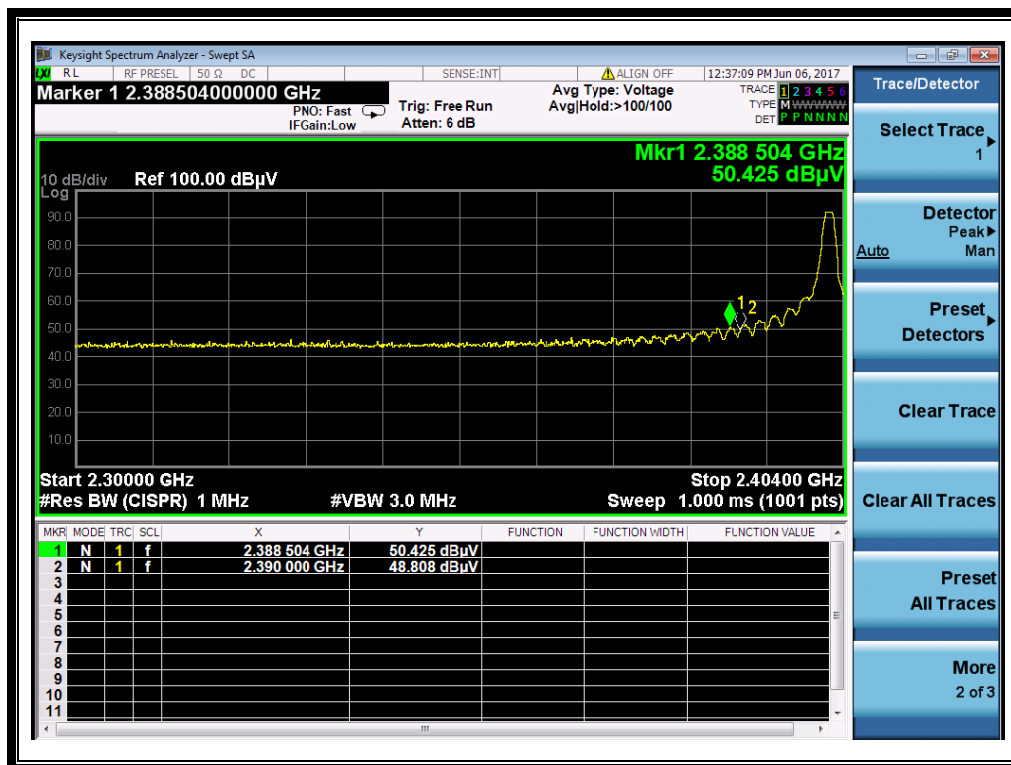 Keysight Spectrum Analyzer - Swept SA
LXI RL RF PRESEL 50 Ω DC SENSE:INT ALIGN OFF 12:37:09 PM Jun 06, 2017
Marker 1 2.388504000000 GHz
PNO: Fast
IFGain:Low
Trig: Free Run
Atten: 6 dB
Avg Type: Voltage
Avg|Hold:>100/100
TRACE 1 2 3 4 5 6
TYPE M WWWWW
DET P P N N N N
Mkr1 2.388 504 GHz
50.425 dBµV
10 dB/div Ref 100.00 dBµV
Log
90.0
80.0
70.0
60.0
50.0
40.0
30.0
20.0
10.0
1 2
Start 2.30000 GHz Stop 2.40400 GHz
#Res BW (CISPR) 1 MHz #VBW 3.0 MHz Sweep 1.000 ms (1001 pts)
MKR MODE TRC SCL X Y FUNCTION FUNCTION WIDTH FUNCTION VALUE
1 N 1 f 2.388 504 GHz 50.425 dBµV
2 N 1 f 2.390 000 GHz 48.808 dBµV
3
4
5
6
7
8
9
10
11
Trace/Detector
Select Trace
1
Detector
Peak
Auto Man
Preset
Detectors
Clear Trace
Clear All Traces
Preset
All Traces
More
2 of 3